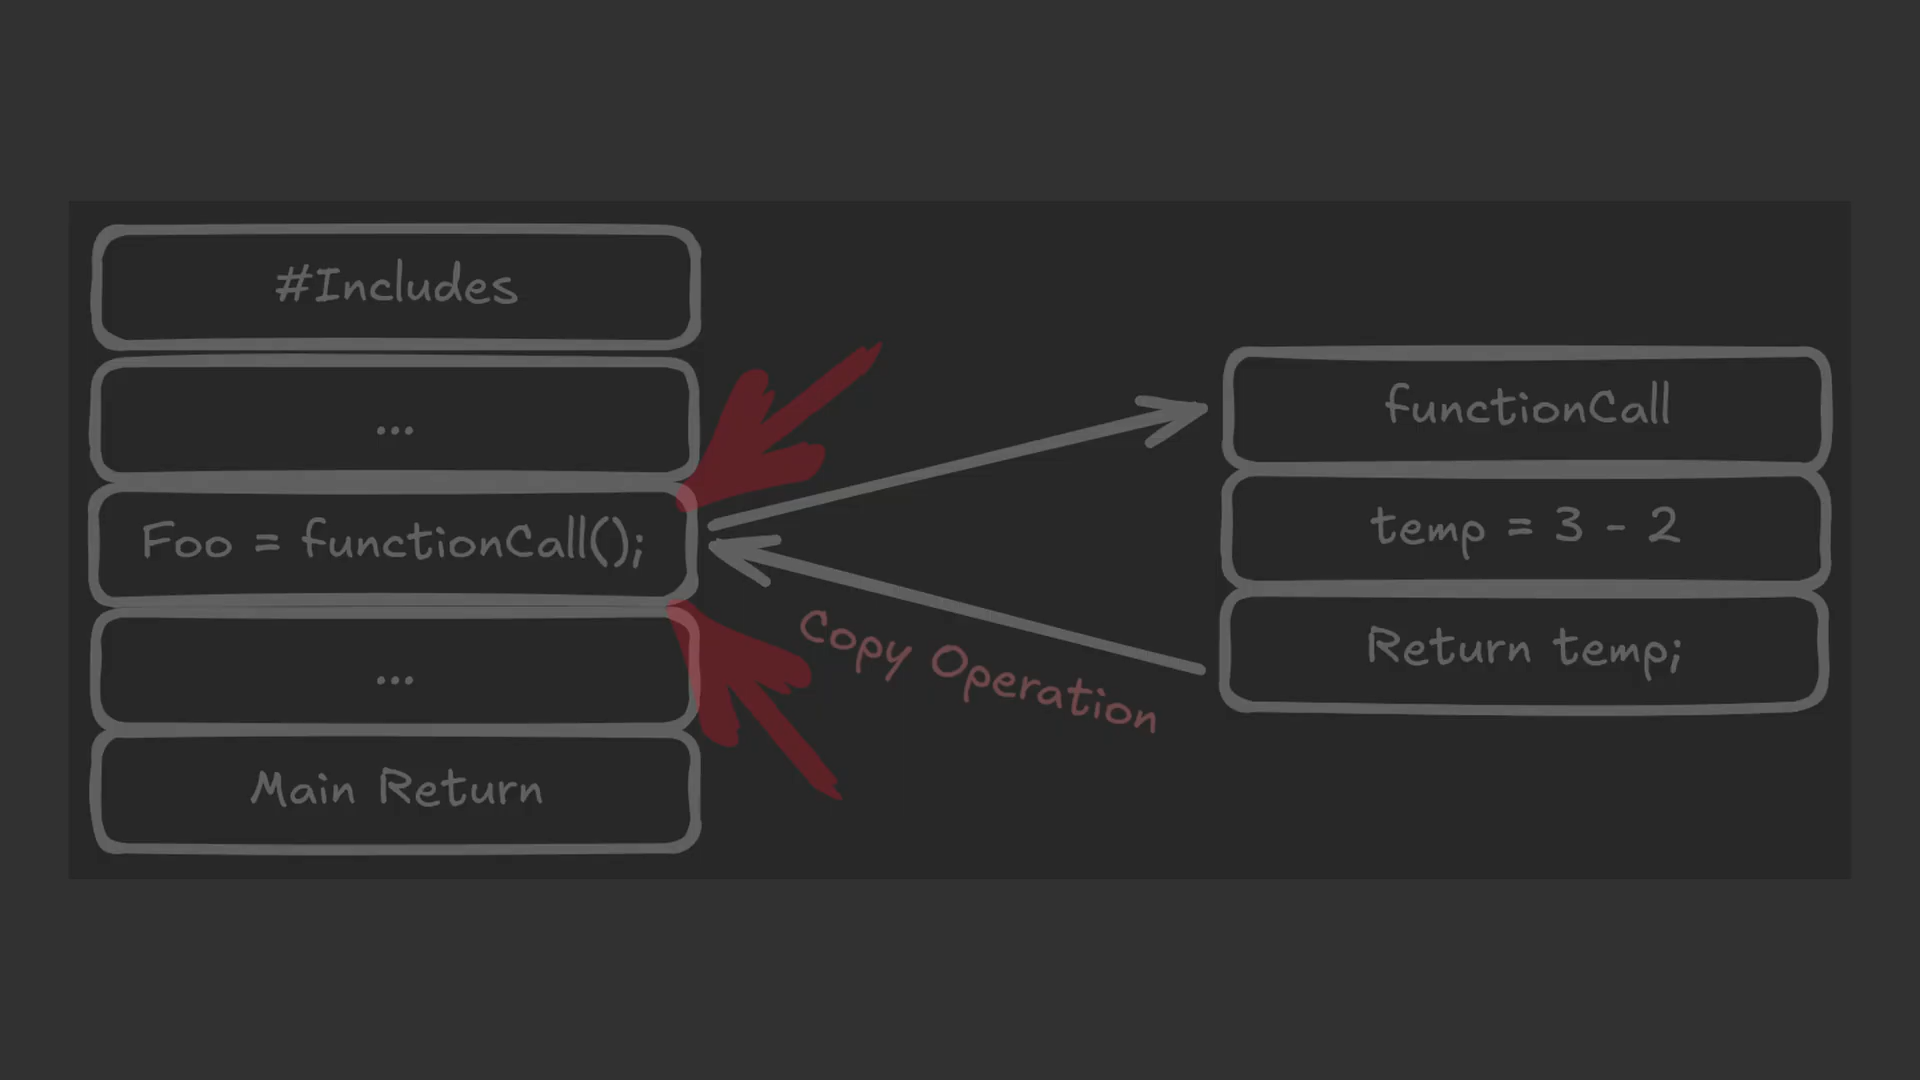 #Includes
...
Foo = functionCall();
...
Main Return
Copy Operation
functionCall
temp = 3 - 2
Return temp;